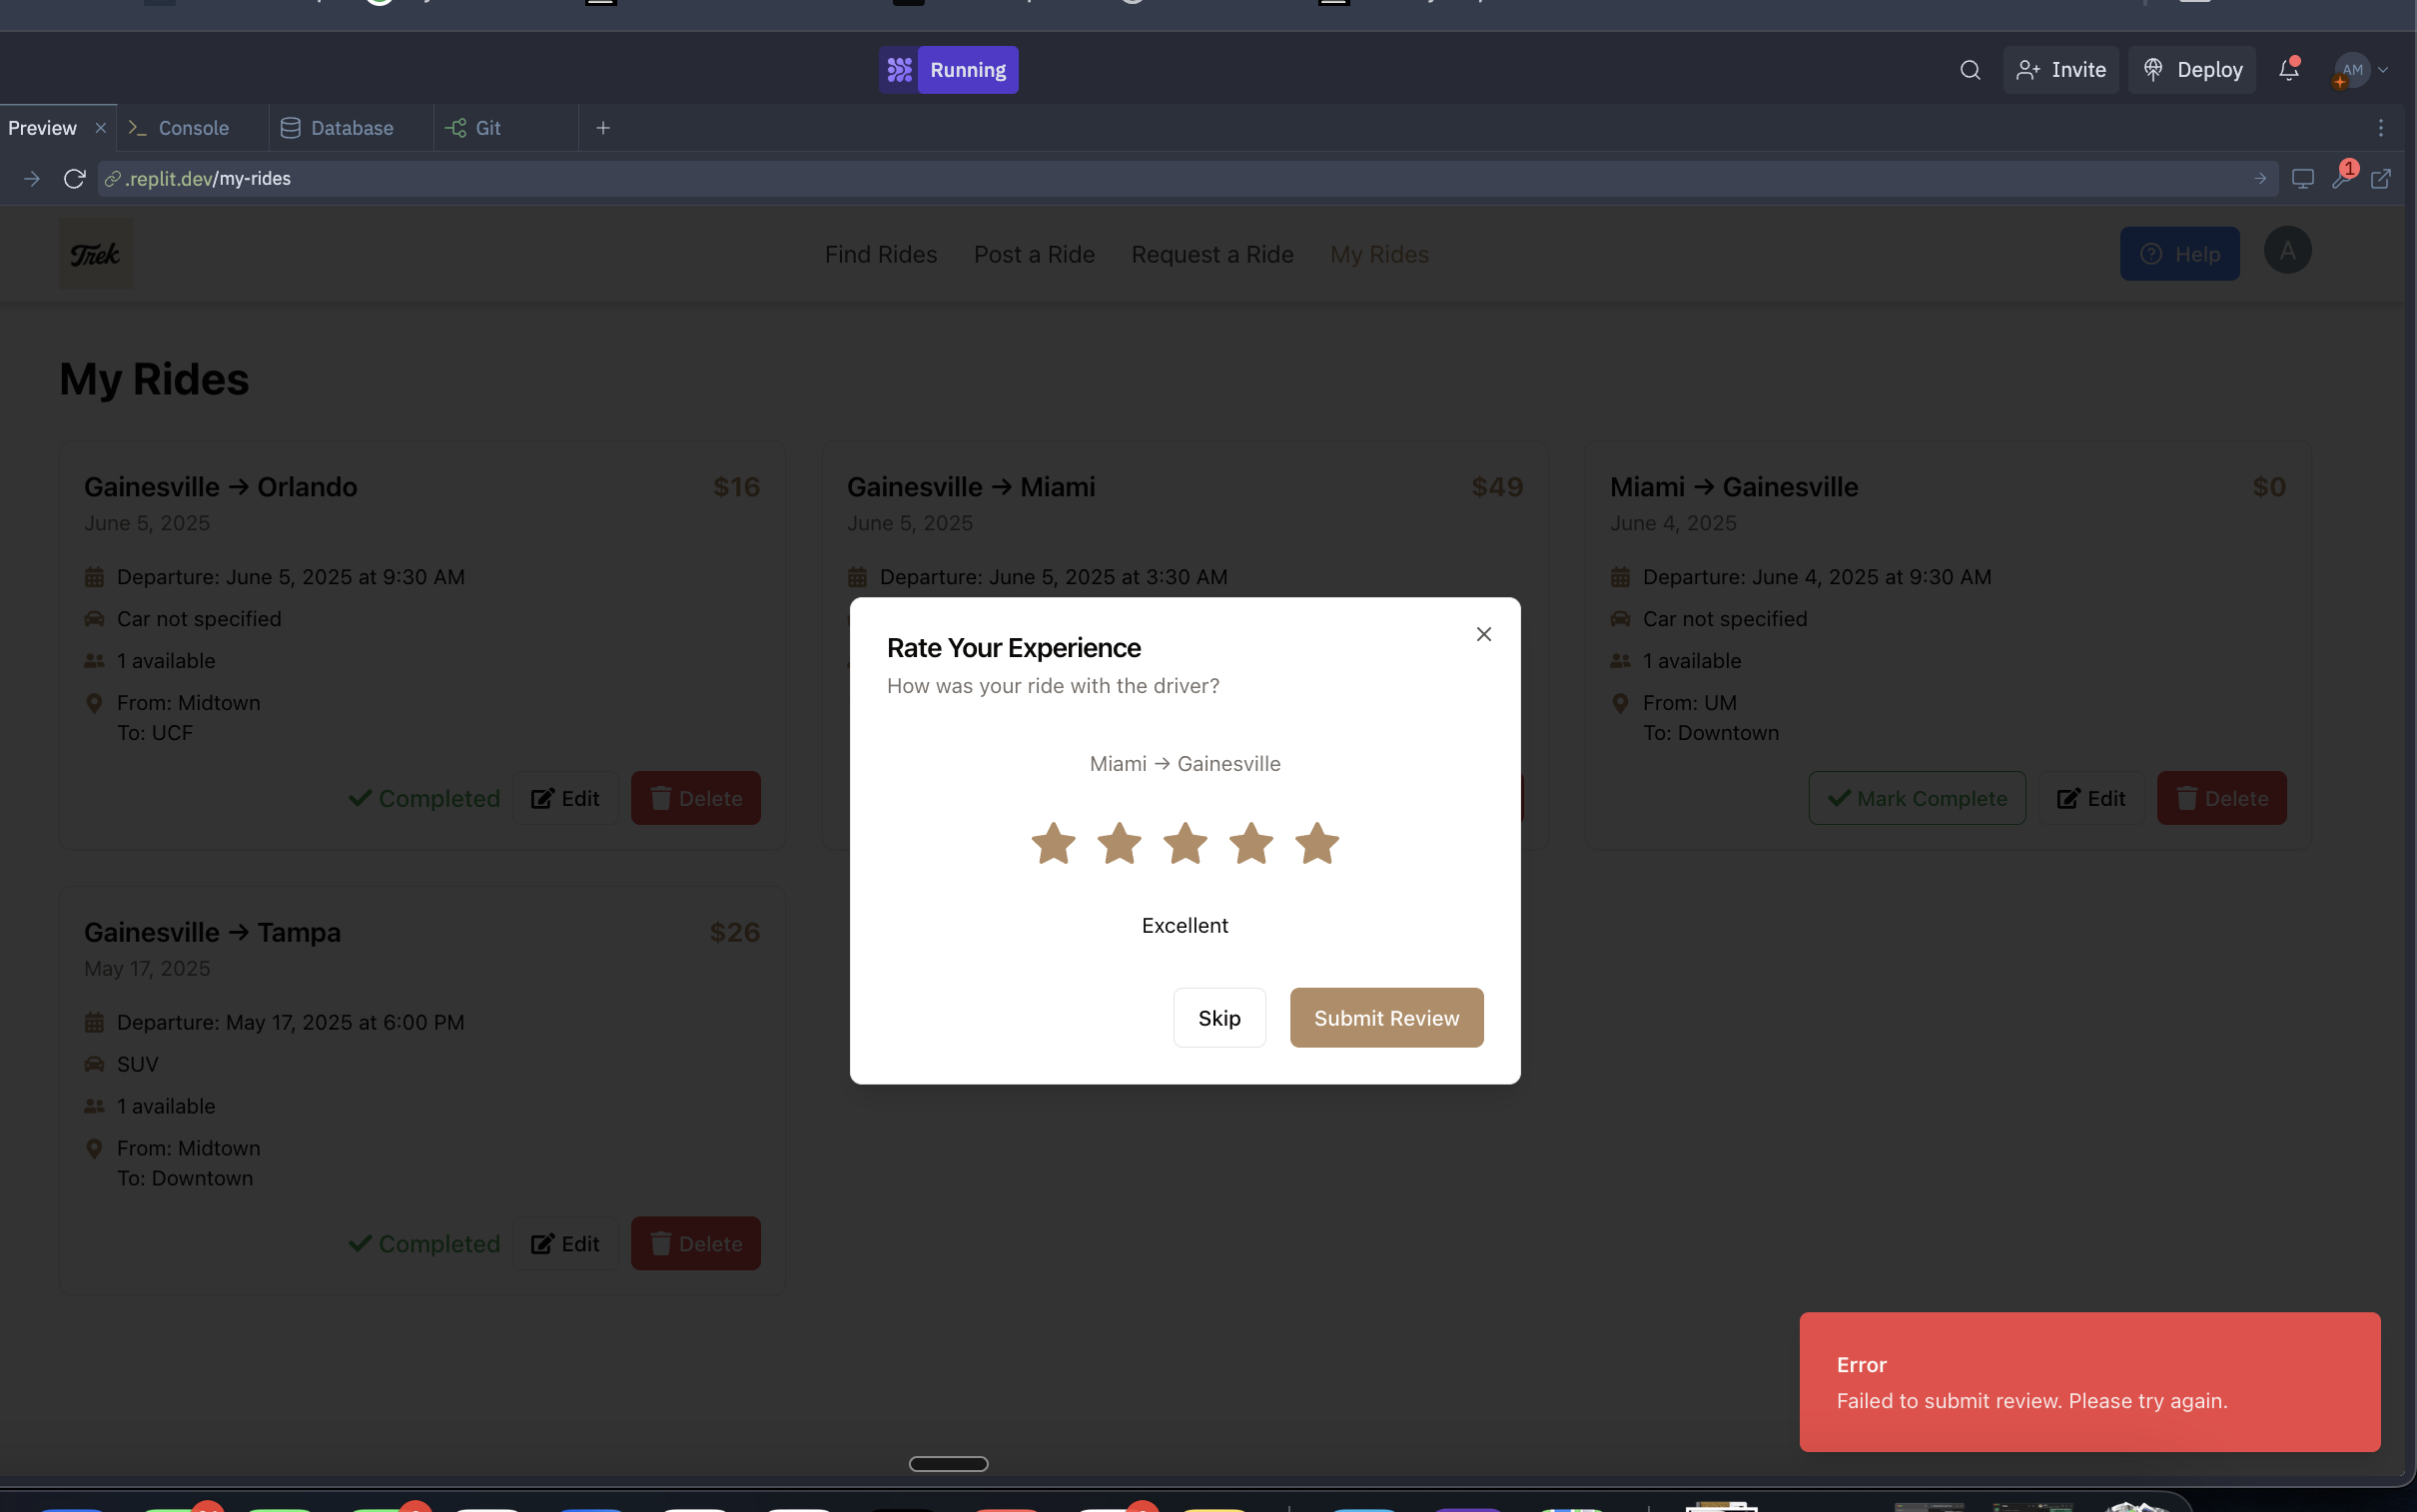 Running
Invite
Deploy
AM
Preview
Console
Database
Git
.replit.dev/my-rides
1
Trek
Find Rides
Post a Ride
Request a Ride
My Rides
Help
A
My Rides
Gainesville → Orlando
$16
June 5, 2025
Departure: June 5, 2025 at 9:30 AM
Car not specified
1 available
From: Midtown
To: UCF
Completed
Edit
Delete
Gainesville → Miami
$49
June 5, 2025
Departure: June 5, 2025 at 3:30 AM
Miami → Gainesville
$0
June 4, 2025
Departure: June 4, 2025 at 9:30 AM
Car not specified
1 available
From: UM
To: Downtown
Mark Complete
Edit
Delete
Rate Your Experience
How was your ride with the driver?
Miami → Gainesville
Excellent
Skip
Submit Review
Gainesville → Tampa
$26
May 17, 2025
Departure: May 17, 2025 at 6:00 PM
SUV
1 available
From: Midtown
To: Downtown
Completed
Edit
Delete
Error
Failed to submit review. Please try again.